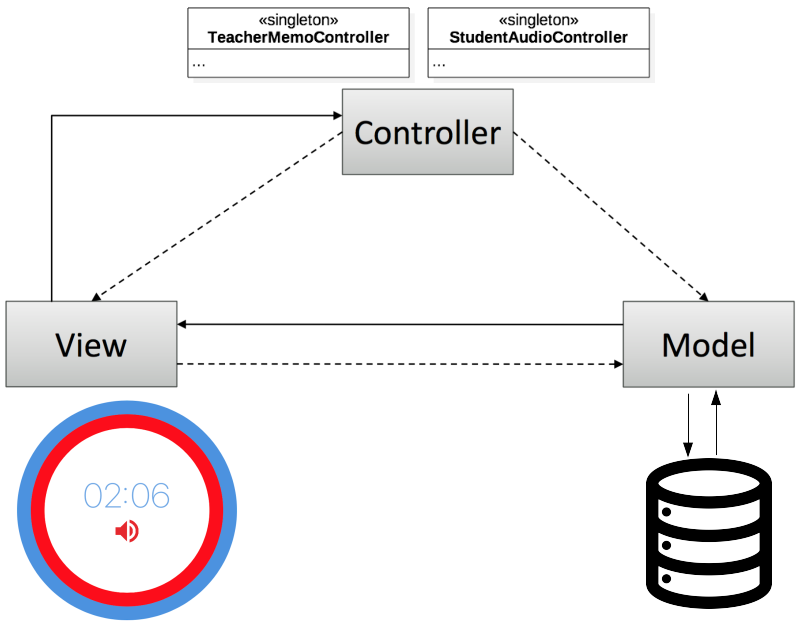 «singleton»
TeacherMemoController
...
«singleton»
StudentAudioController
...
Controller
View
Model
02:06